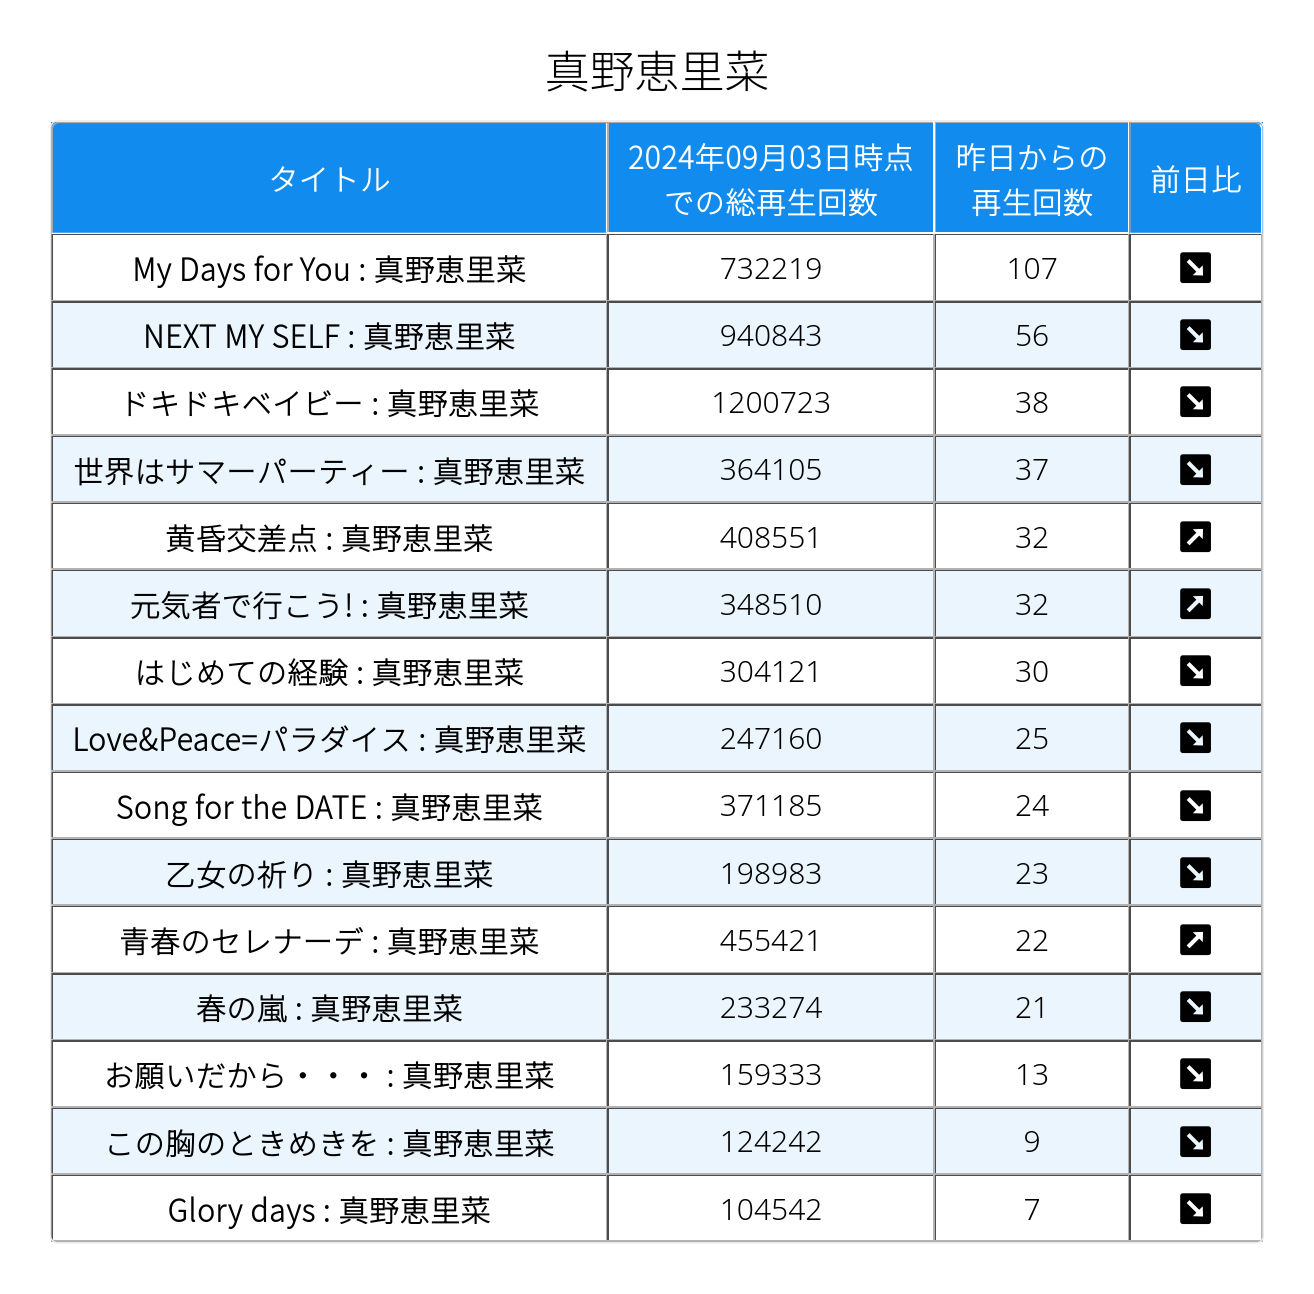 真野恵里菜
タイトル 2024年09月03日時点での総再生回数 昨日からの再生回数 前日比
My Days for You : 真野恵里菜 732219 107 ↘
NEXT MY SELF : 真野恵里菜 940843 56 ↘
ドキドキベイビー : 真野恵里菜 1200723 38 ↘
世界はサマーパーティー : 真野恵里菜 364105 37 ↘
黄昏交差点 : 真野恵里菜 408551 32 ↗
元気者で行こう! : 真野恵里菜 348510 32 ↗
はじめての経験 : 真野恵里菜 304121 30 ↘
Love&Peace=パラダイス : 真野恵里菜 247160 25 ↘
Song for the DATE : 真野恵里菜 371185 24 ↘
乙女の祈り : 真野恵里菜 198983 23 ↘
青春のセレナーデ : 真野恵里菜 455421 22 ↗
春の嵐 : 真野恵里菜 233274 21 ↘
お願いだから・・・ : 真野恵里菜 159333 13 ↘
この胸のときめきを : 真野恵里菜 124242 9 ↘
Glory days : 真野恵里菜 104542 7 ↘